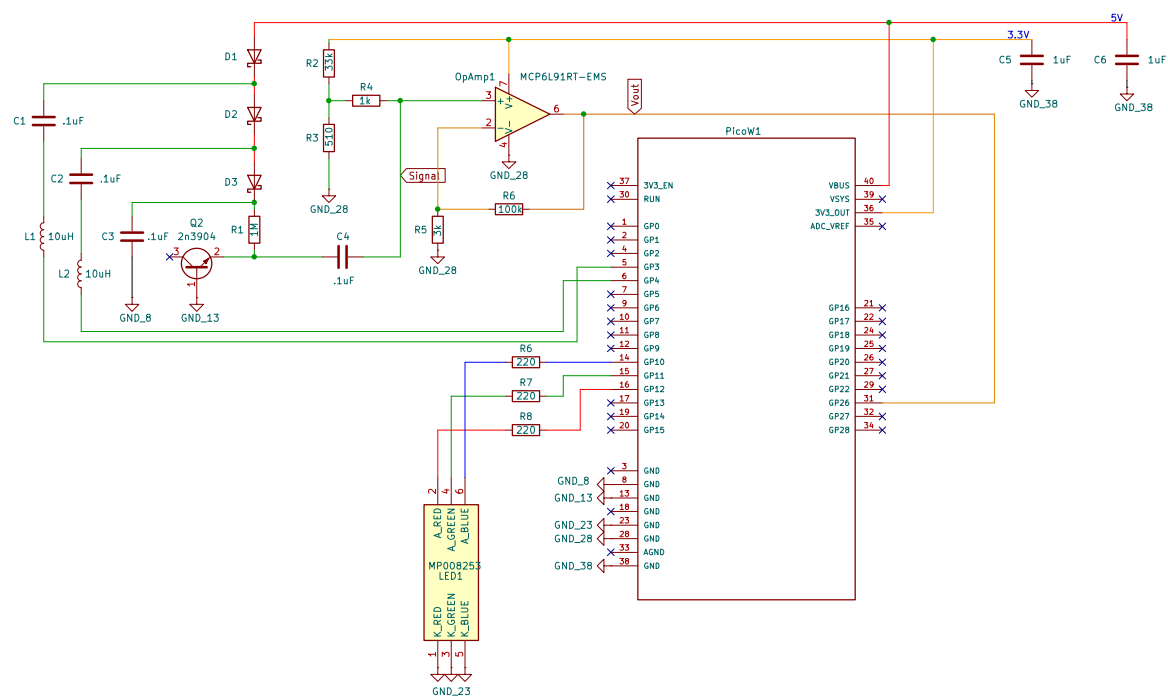 5V
3.3V
D1
R2
33k
C5
1uF
C6
1uF
OpAmp1
MCP6L91RT-EMS
7
V+
R4
1k
3
+
Vout
GND_38
GND_38
C1
.1uF
D2
6
2
-
V-
4
R3
510
PicoW1
C2
.1uF
D3
GND_28
Signal
GND_28
R6
100k
Q2
2n3904
R1
1M
R5
3k
L1
10uH
C3
.1uF
C4
.1uF
3
2
1
L2
10uH
GND_28
GND_8
GND_13
37
3V3_EN
30
RUN
1
GP0
2
GP1
4
GP2
5
GP3
6
GP4
7
GP5
9
GP6
10
GP7
11
GP8
12
GP9
14
GP10
15
GP11
16
GP12
17
GP13
19
GP14
20
GP15
3
GND
8
GND
13
GND
18
GND
23
GND
28
GND
33
AGND
38
GND
VBUS
40
VSYS
39
3V3_OUT
36
ADC_VREF
35
GP16
21
GP17
22
GP18
24
GP19
25
GP20
26
GP21
27
GP22
29
GP26
31
GP27
32
GP28
34
R6
220
R7
220
R8
220
GND_8
GND_13
GND_23
GND_28
GND_38
2
4
6
A_RED
A_GREEN
A_BLUE
MP008253
LED1
K_RED
K_GREEN
K_BLUE
1
3
5
GND_23